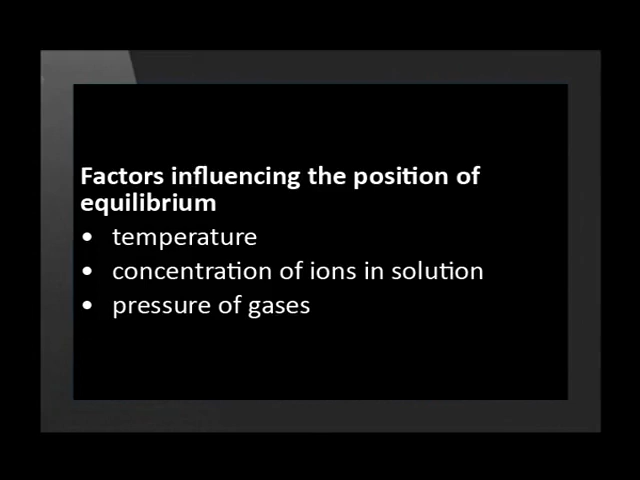 Factors influencing the position of
equilibrium
• temperature
• concentration of ions in solution
• pressure of gases